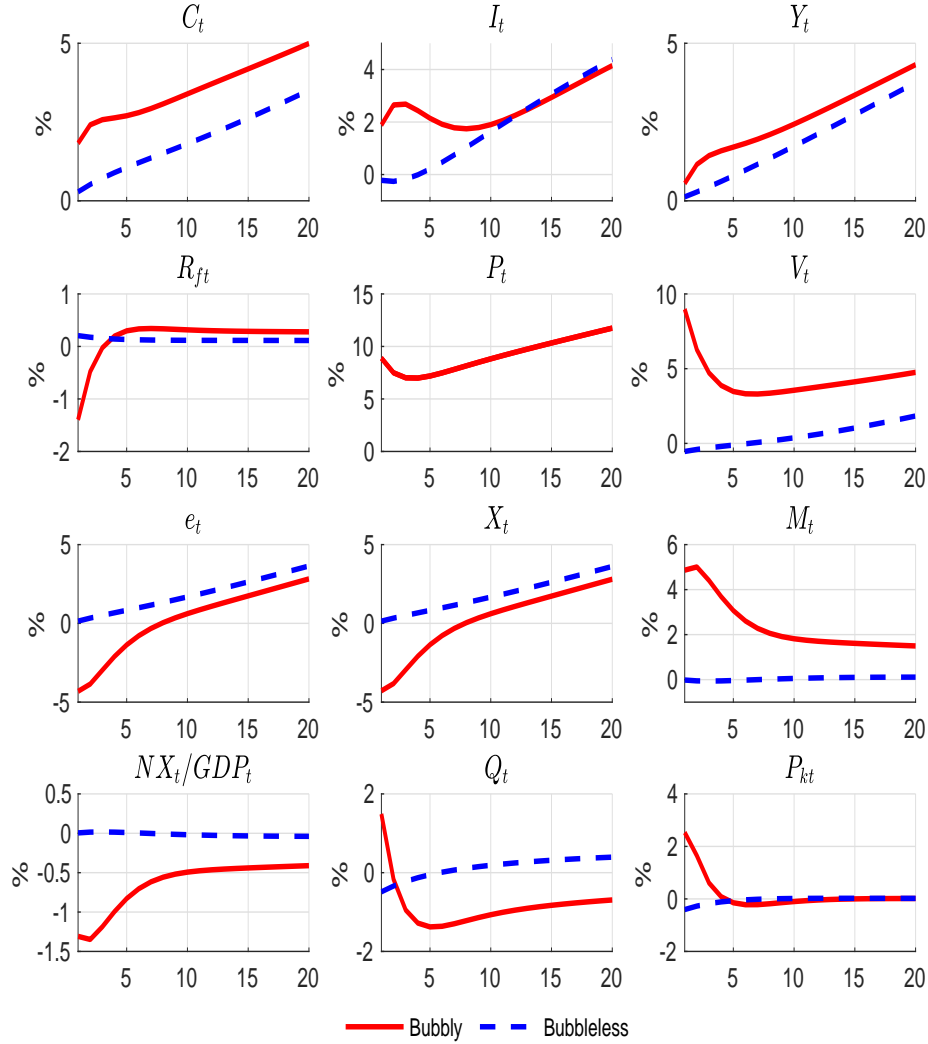 C_t I_t Y_t
5 4 5
% % %
2
0 0 0
5 10 15 20 5 10 15 20 5 10 15 20
R_{ft} P_t V_t
1 15 10
0 10
% % % 5
-1 5
-2 0 0
5 10 15 20 5 10 15 20 5 10 15 20
e_t X_t M_t
5 5 6
4
% 0 % 0 % 2
0
-5 -5
5 10 15 20 5 10 15 20 5 10 15 20
NX_t/GDP_t Q_t P_{kt}
0.5 2 4
0 2
% -0.5 % 0 %
-1 0
-1.5 -2 -2
5 10 15 20 5 10 15 20 5 10 15 20
Bubbly Bubbleless